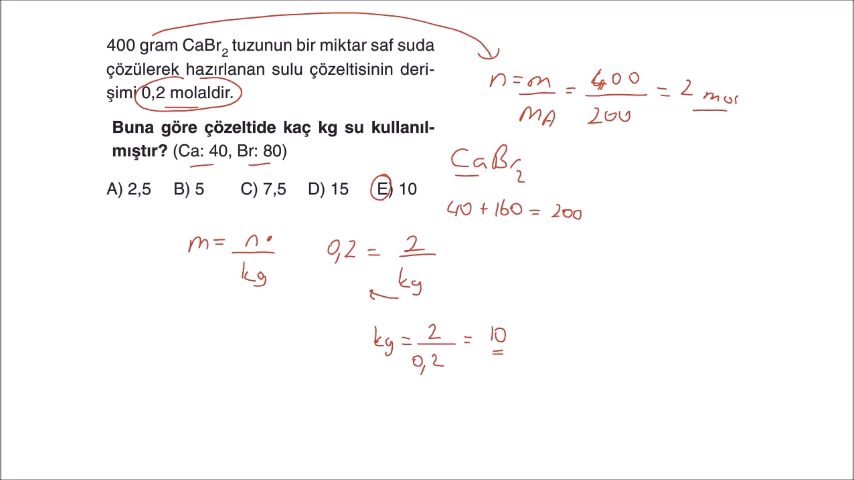 400 gram CaBr2 tuzunun bir miktar saf suda
çözülerek hazırlanan sulu çözeltisinin deri-
şimi 0,2 molaldir.
Buna göre çözeltide kaç kg su kullanıl-
mıştır? (Ca: 40, Br: 80)
A) 2,5 B) 5 C) 7,5 D) 15 E) 10
n = m/MA = 400/200 = 2 mol
CaBr2
40 + 160 = 200
m = n/kg 0,2 = 2/kg
kg = 2/0,2 = 10